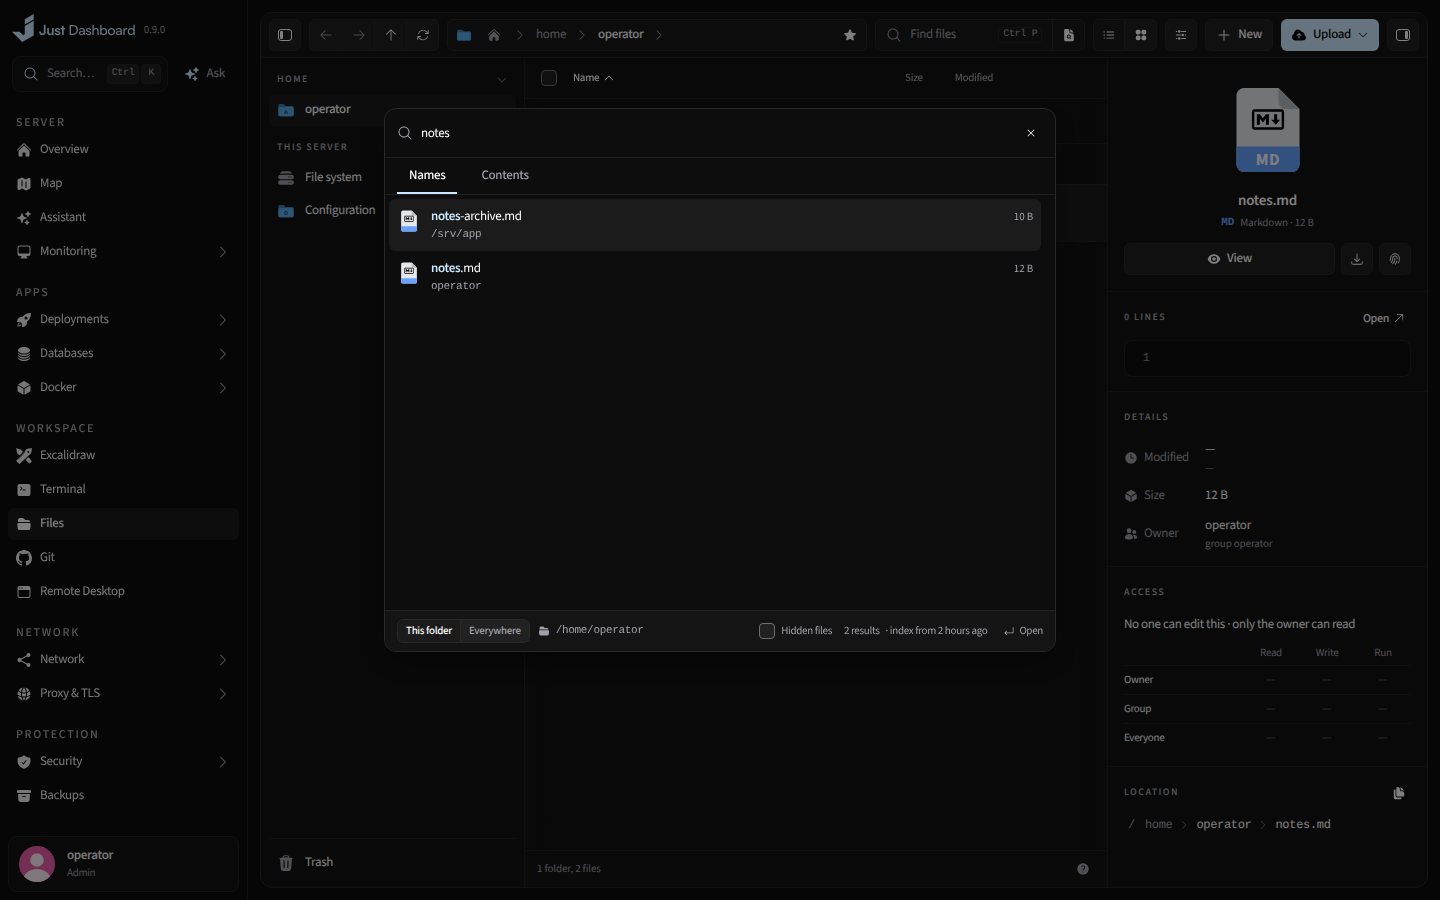 Just Dashboard 0.9.0
Search... Ctrl K Ask
SERVER
Overview
Map
Assistant
Monitoring
APPS
Deployments
Databases
Docker
WORKSPACE
Excalidraw
Terminal
Files
Git
Remote Desktop
NETWORK
Network
Proxy & TLS
PROTECTION
Security
Backups
operator
Admin
home operator
Find files Ctrl P
New
Upload
HOME
operator
THIS SERVER
File system
Configuration
Trash
Name Size Modified
notes
Names Contents
notes-archive.md 10 B
/srv/app
notes.md 12 B
operator
This folder Everywhere /home/operator Hidden files 2 results · index from 2 hours ago Open
1 folder, 2 files
MD
notes.md
MD Markdown · 12 B
View
0 LINES Open
1
DETAILS
Modified —
—
Size 12 B
Owner operator
group operator
ACCESS
No one can edit this · only the owner can read
Read Write Run
Owner — — —
Group — — —
Everyone — — —
LOCATION
/ home operator notes.md